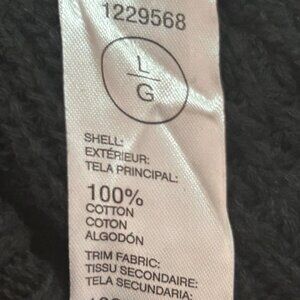 1229568
L
G
SHELL:
EXTÉRIEUR:
TELA PRINCIPAL:
100%
COTTON
COTON
ALGODÓN
TRIM FABRIC:
TISSU SECONDAIRE:
TELA SECUNDARIA: